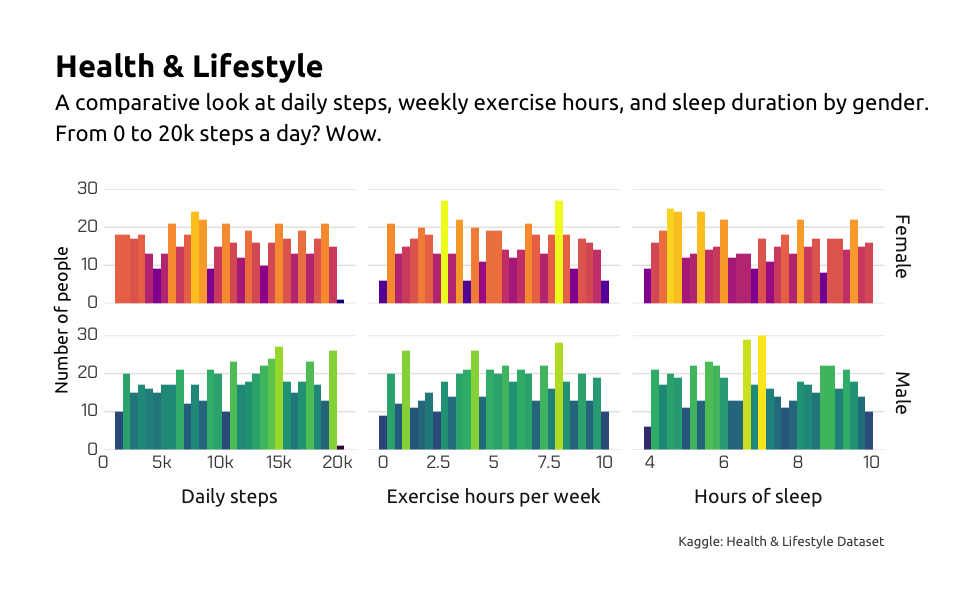 Health & Lifestyle
A comparative look at daily steps, weekly exercise hours, and sleep duration by gender.
From 0 to 20k steps a day? Wow.
Number of people
30
20
10
0
Female
30
20
10
0
Male
0 5k 10k 15k 20k
0 2.5 5 7.5 10
4 6 8 10
Daily steps
Exercise hours per week
Hours of sleep
Kaggle: Health & Lifestyle Dataset